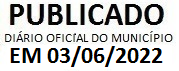 PUBLICADO
DIÁRIO OFICIAL DO MUNICÍPIO
EM 03/06/2022